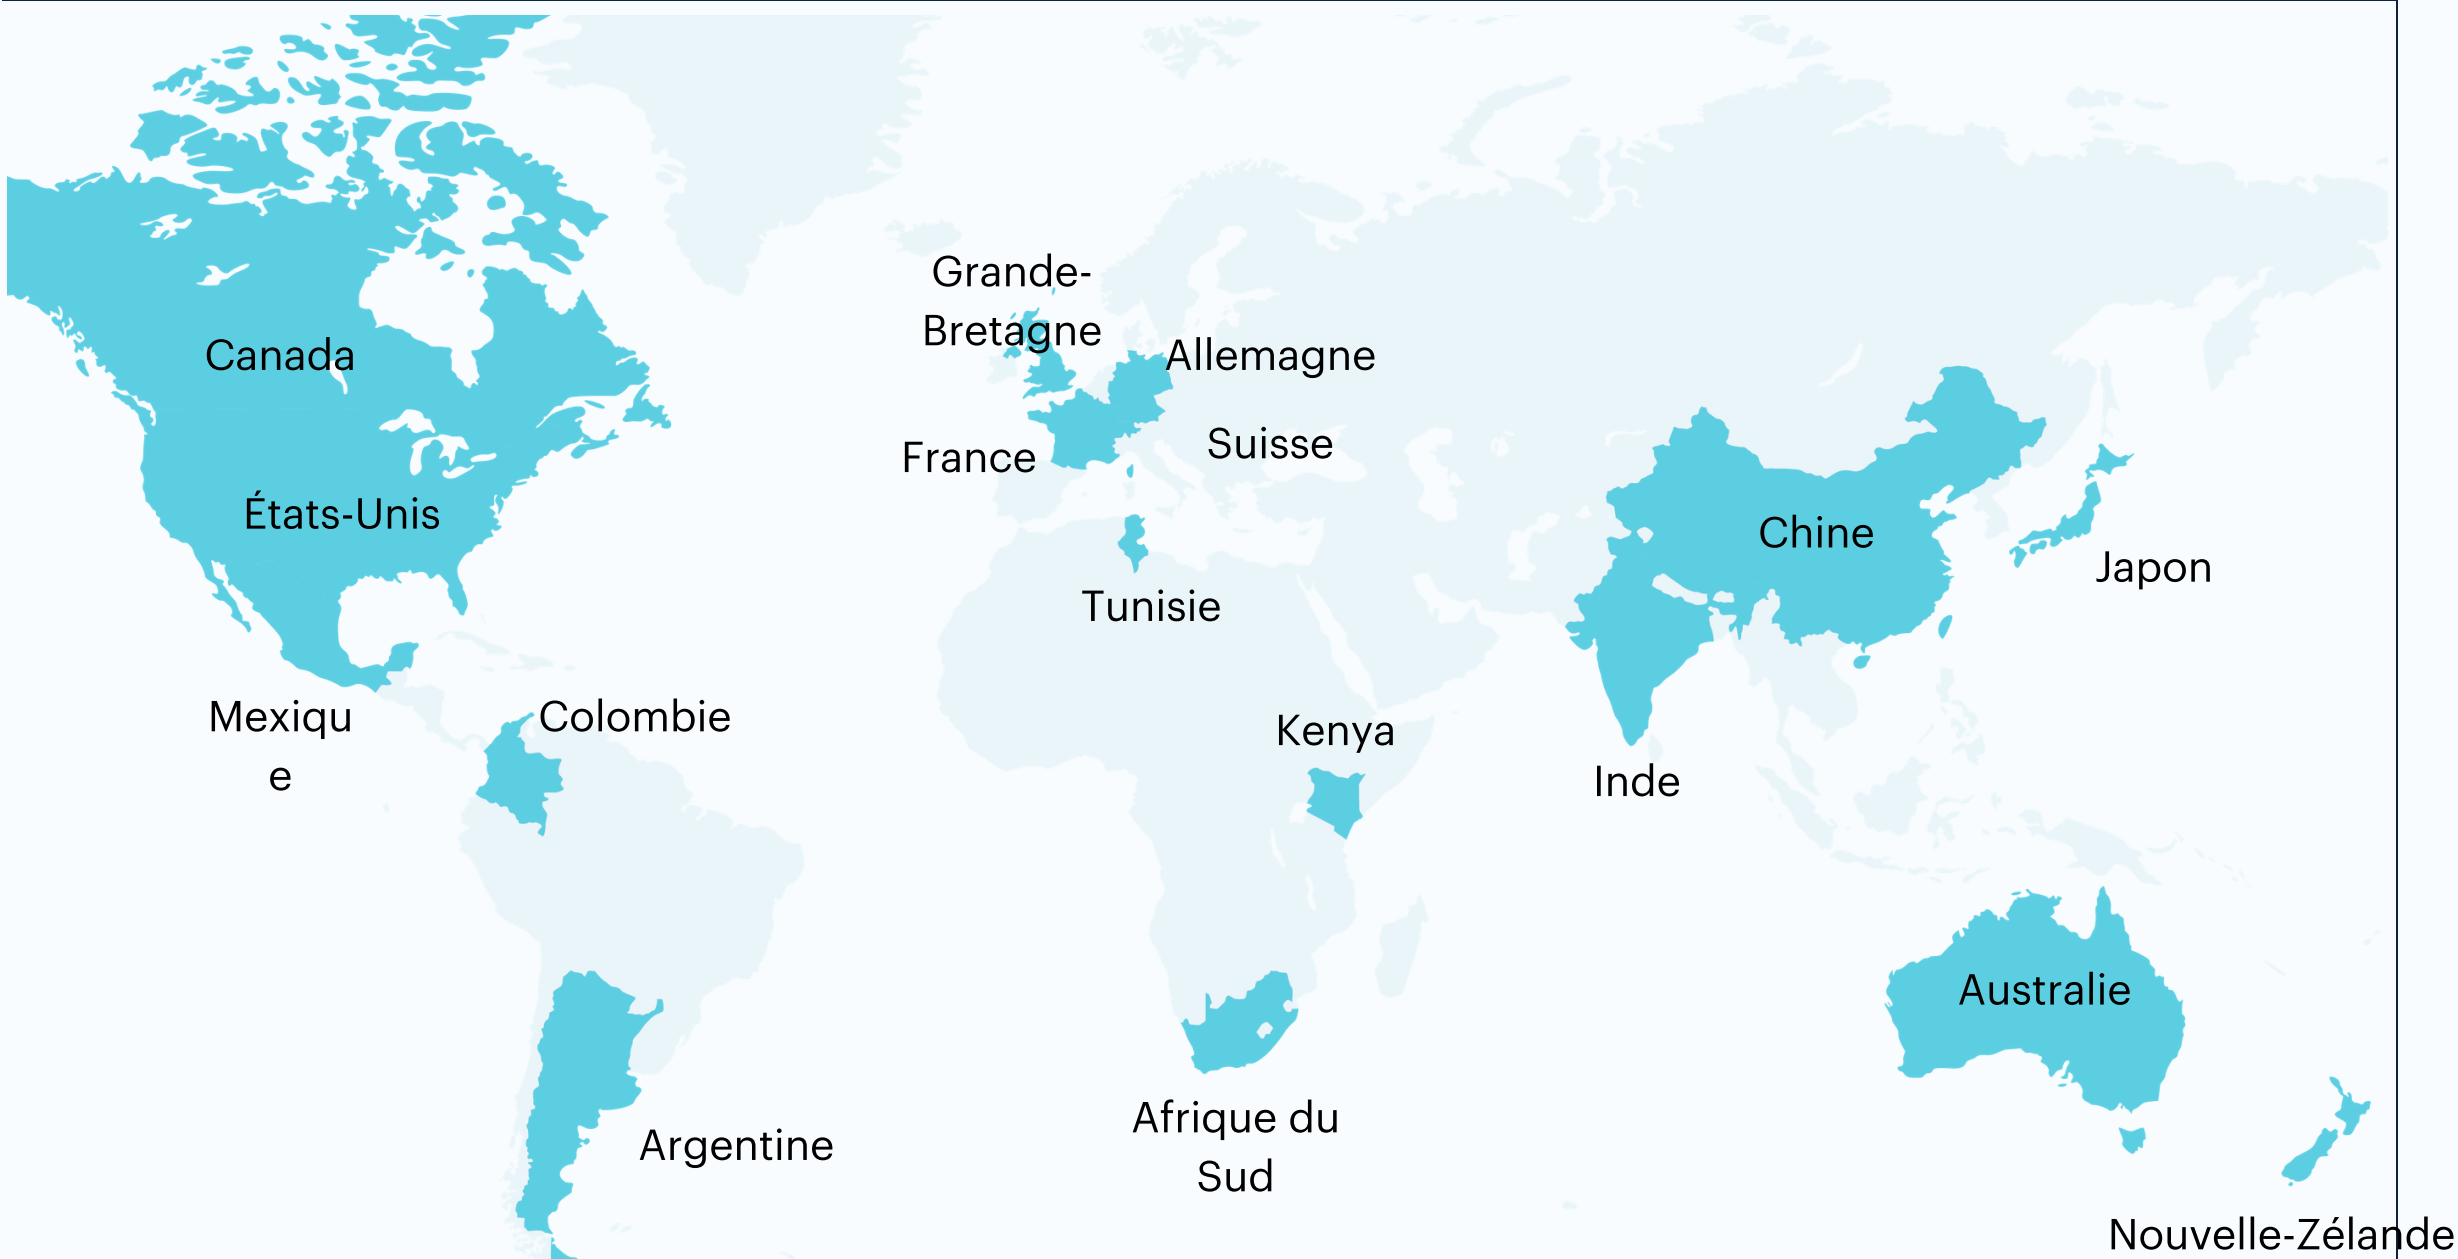 Grande-
Bretagne
Canada
Allemagne
Suisse
France
États-Unis
Chine
Japon
Tunisie
Mexiqu
e
Colombie
Kenya
Inde
Australie
Argentine
Afrique du
Sud
Nouvelle-Zélande